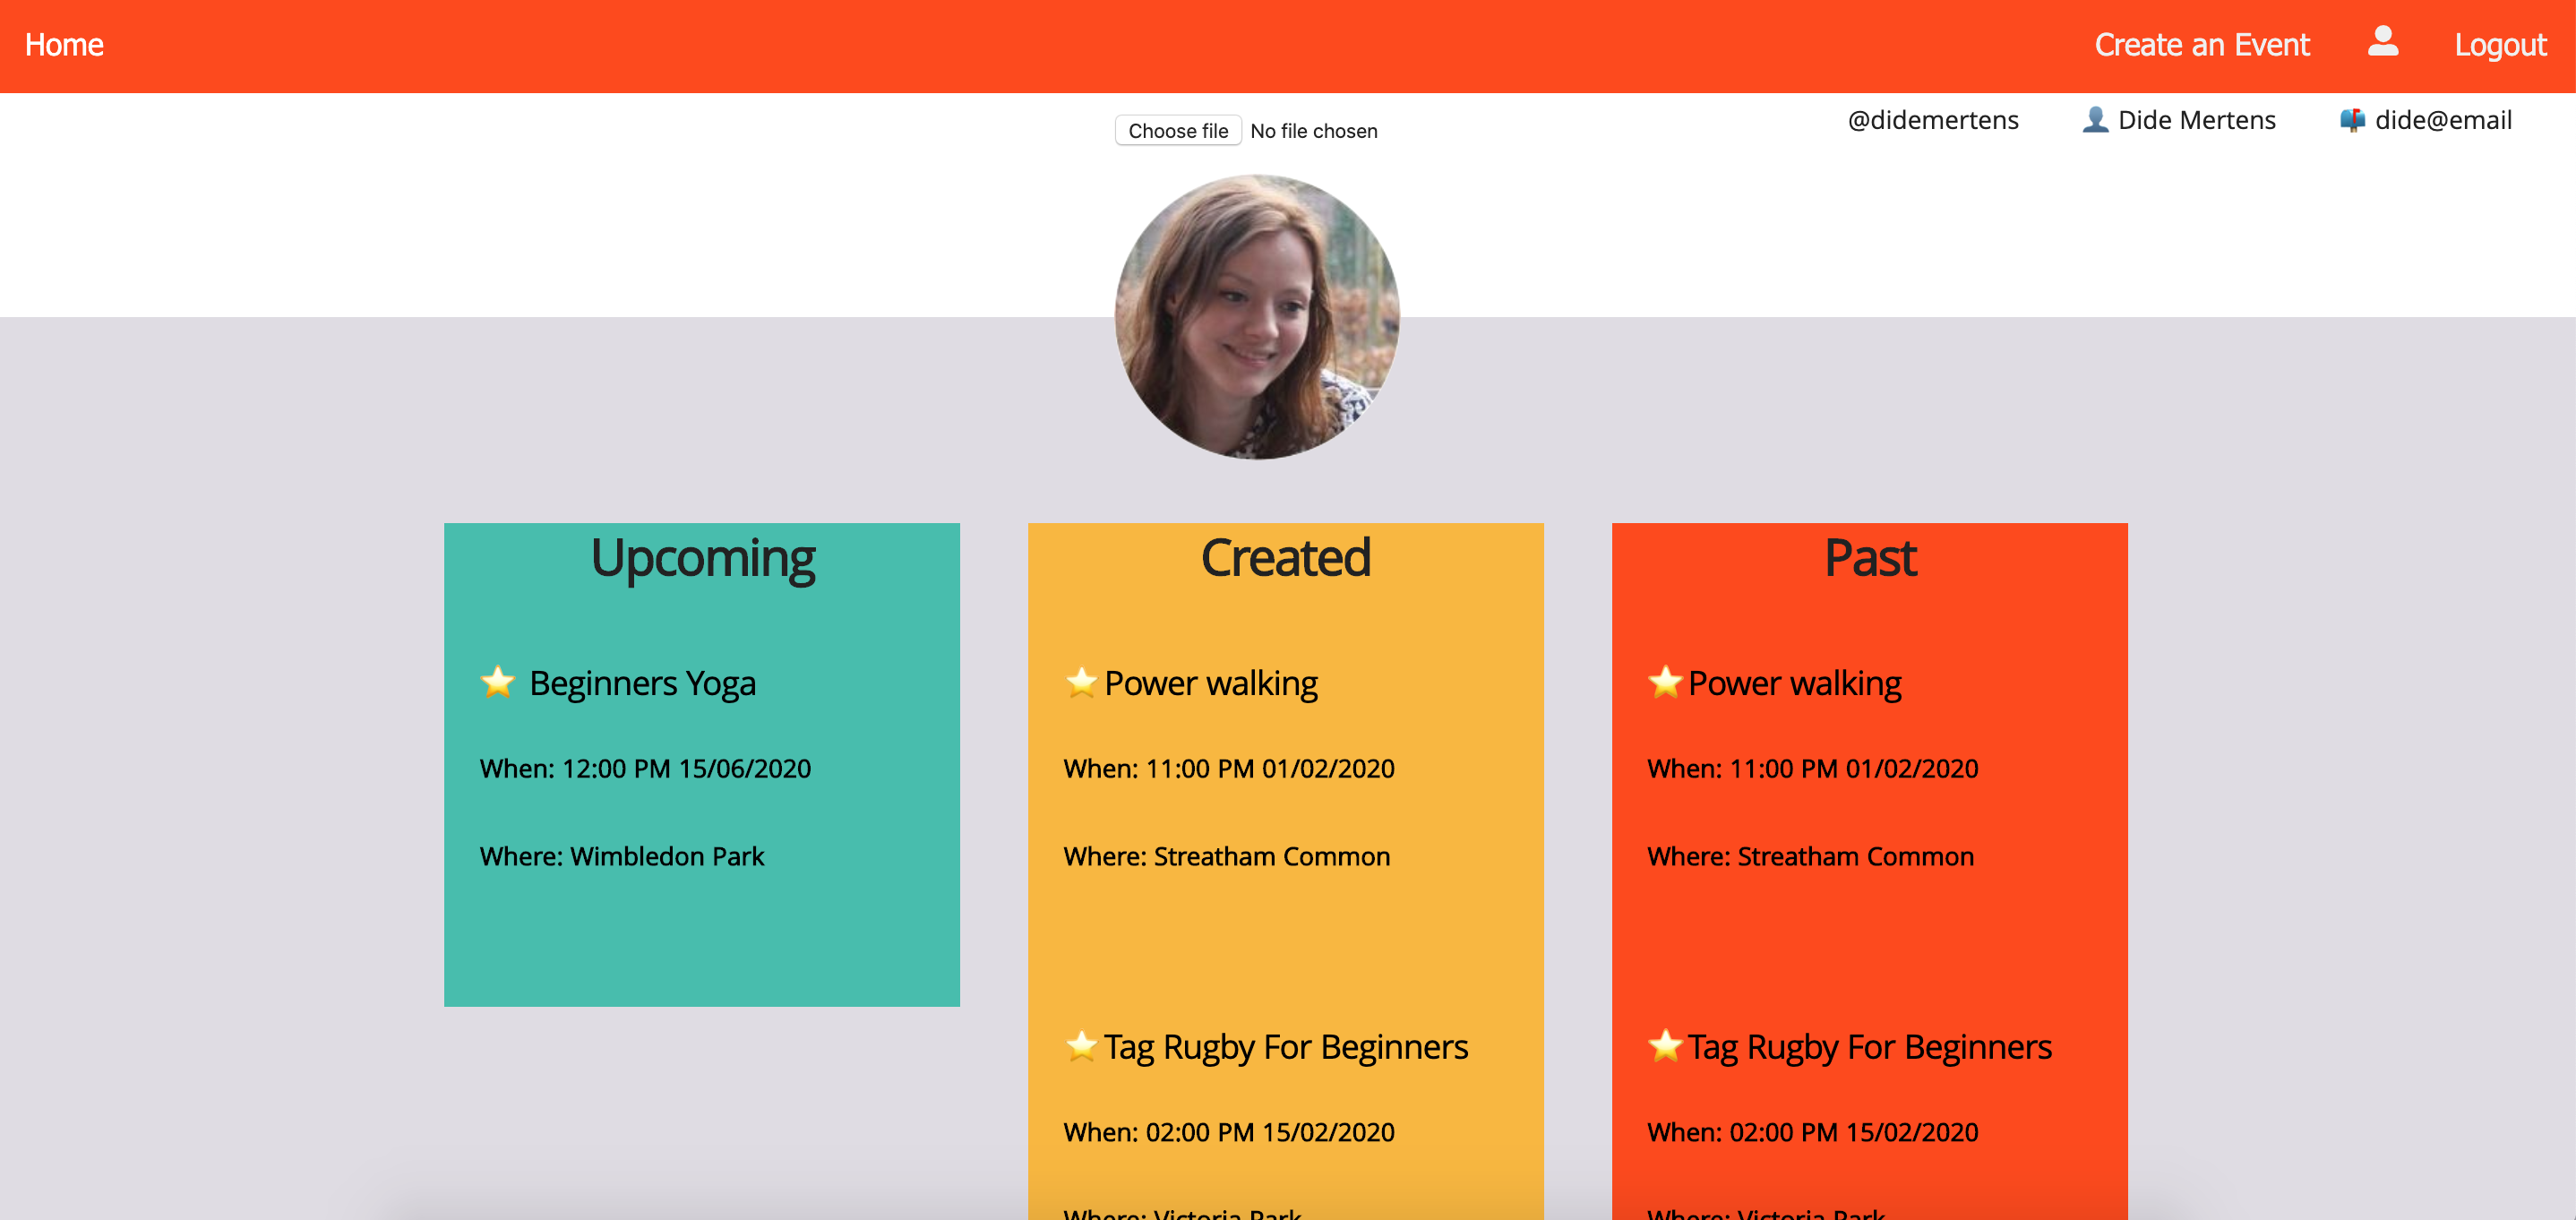 Home
Create an Event
Logout
Choose file No file chosen
@didemertens
Dide Mertens
dide@email
Upcoming
Beginners Yoga
When: 12:00 PM 15/06/2020
Where: Wimbledon Park
Created
Power walking
When: 11:00 PM 01/02/2020
Where: Streatham Common
Tag Rugby For Beginners
When: 02:00 PM 15/02/2020
Where: Victoria Park
Past
Power walking
When: 11:00 PM 01/02/2020
Where: Streatham Common
Tag Rugby For Beginners
When: 02:00 PM 15/02/2020
Where: Victoria Park